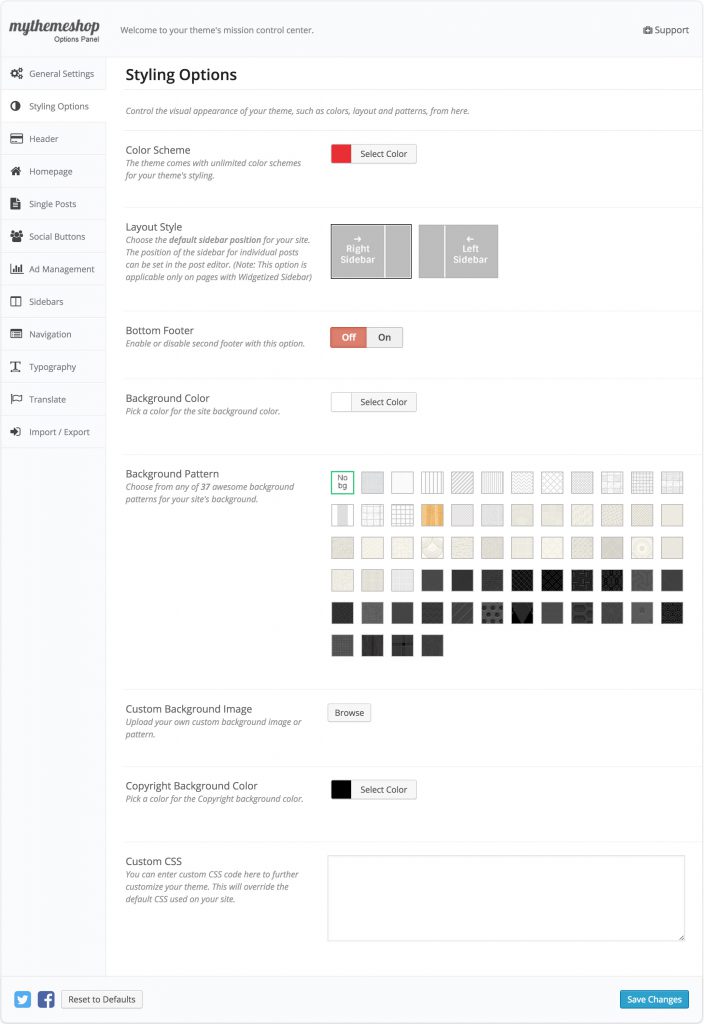 mythemeshop
Options Panel
Welcome to your theme's mission control center.
Support
General Settings
Styling Options
Header
Homepage
Single Posts
Social Buttons
Ad Management
Sidebars
Navigation
Typography
Translate
Import / Export
Styling Options
Control the visual appearance of your theme, such as colors, layout and patterns, from here.
Color Scheme
The theme comes with unlimited color schemes
for your theme's styling.
Select Color
Layout Style
Choose the default sidebar position for your site.
The position of the sidebar for individual posts
can be set in the post editor. (Note: This option is
applicable only on pages with Widgetized Sidebar)
Right
Sidebar
Left
Sidebar
Bottom Footer
Enable or disable second footer with this option.
Off
On
Background Color
Pick a color for the site background color.
Select Color
Background Pattern
Choose from any of 37 awesome background
patterns for your site's background.
No
bg
Custom Background Image
Upload your own custom background image or
pattern.
Browse
Copyright Background Color
Pick a color for the Copyright background color.
Select Color
Custom CSS
You can enter custom CSS code here to further
customize your theme. This will override the
default CSS used on your site.
Reset to Defaults
Save Changes